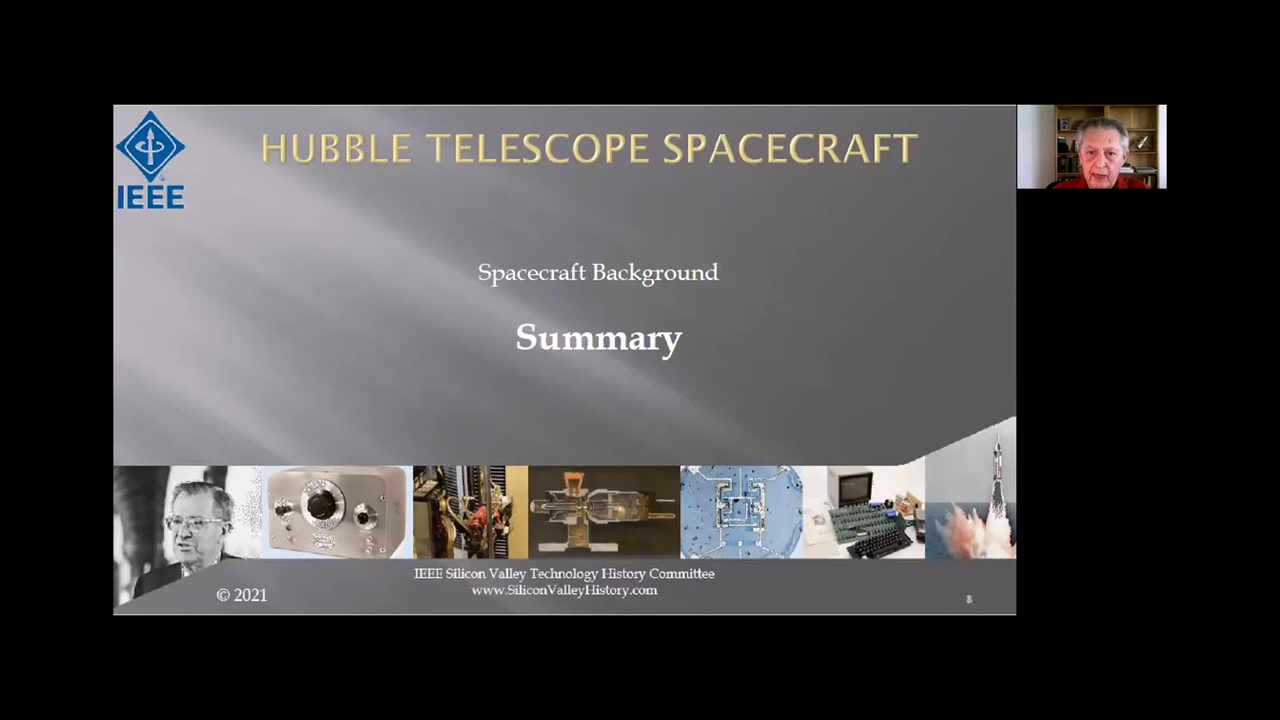 HUBBLE TELESCOPE SPACECRAFT
IEEE
Spacecraft Background
Summary
IEEE Silicon Valley Technology History Committee
www.SiliconValleyHistory.com
© 2021
8